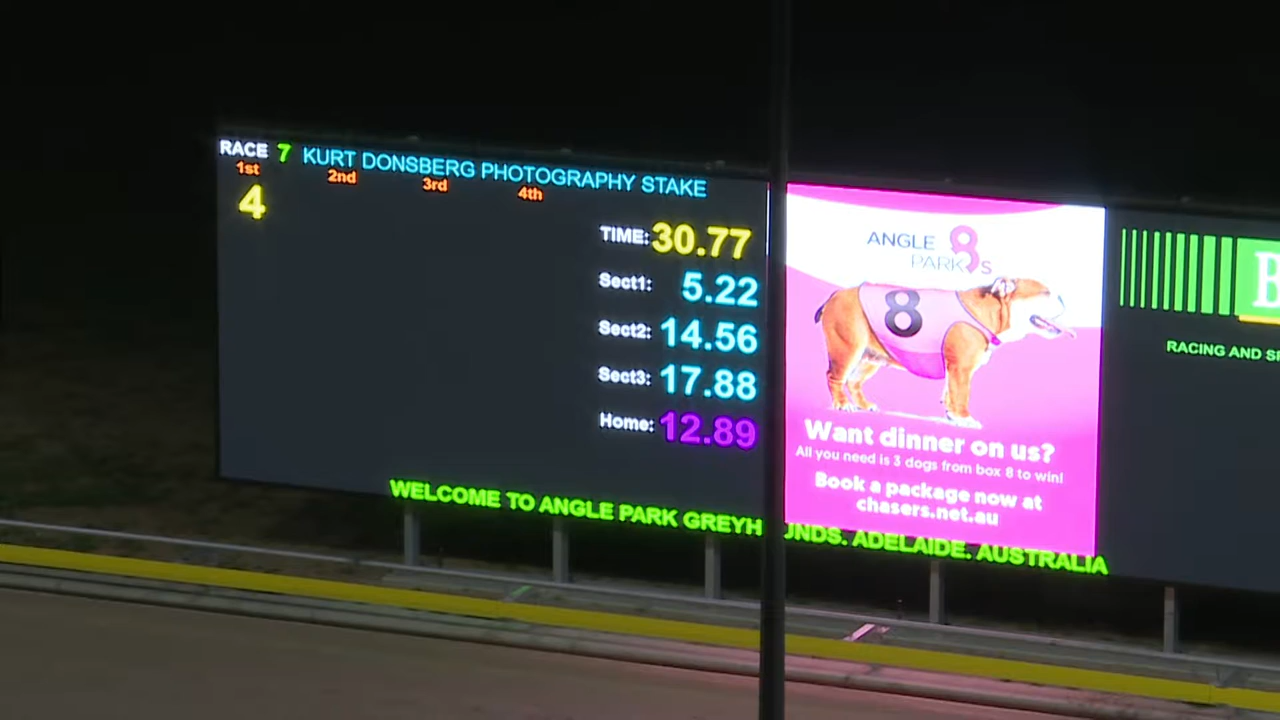 RACE 7 KURT DONSBERG PHOTOGRAPHY STAKE
1st 2nd 3rd 4th
4
TIME: 30.77
Sect1: 5.22
Sect2: 14.56
Sect3: 17.88
Home: 12.89
WELCOME TO ANGLE PARK GREYH UNDS. ADELAIDE. AUSTRALIA
ANGLE
PARK 8s
8
Want dinner on us?
All you need is 3 dogs from box 8 to win!
Book a package now at
chasers.net.au
B
RACING AND